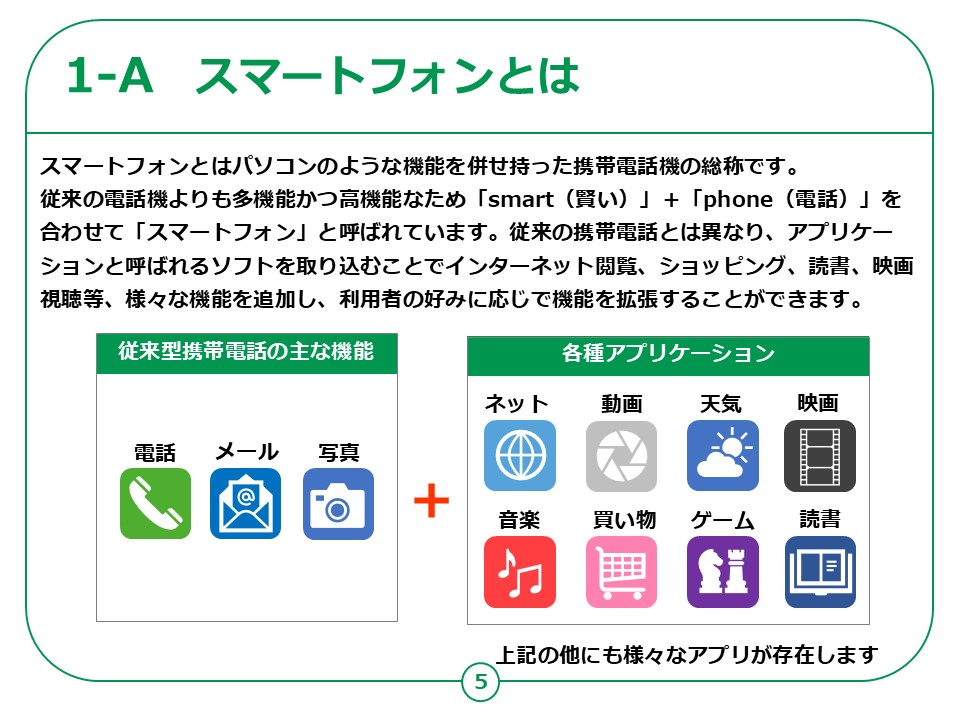 1-A　スマートフォンとは
スマートフォンとはパソコンのような機能を併せ持った携帯電話機の総称です。
従来の電話機よりも多機能かつ高機能なため「smart（賢い）」＋「phone（電話）」を
合わせて「スマートフォン」と呼ばれています。従来の携帯電話とは異なり、アプリケー
ションと呼ばれるソフトを取り込むことでインターネット閲覧、ショッピング、読書、映画
視聴等、様々な機能を追加し、利用者の好みに応じで機能を拡張することができます。
従来型携帯電話の主な機能
電話 メール 写真
@
＋
各種アプリケーション
ネット 動画 天気 映画
音楽 買い物 ゲーム 読書
上記の他にも様々なアプリが存在します
5